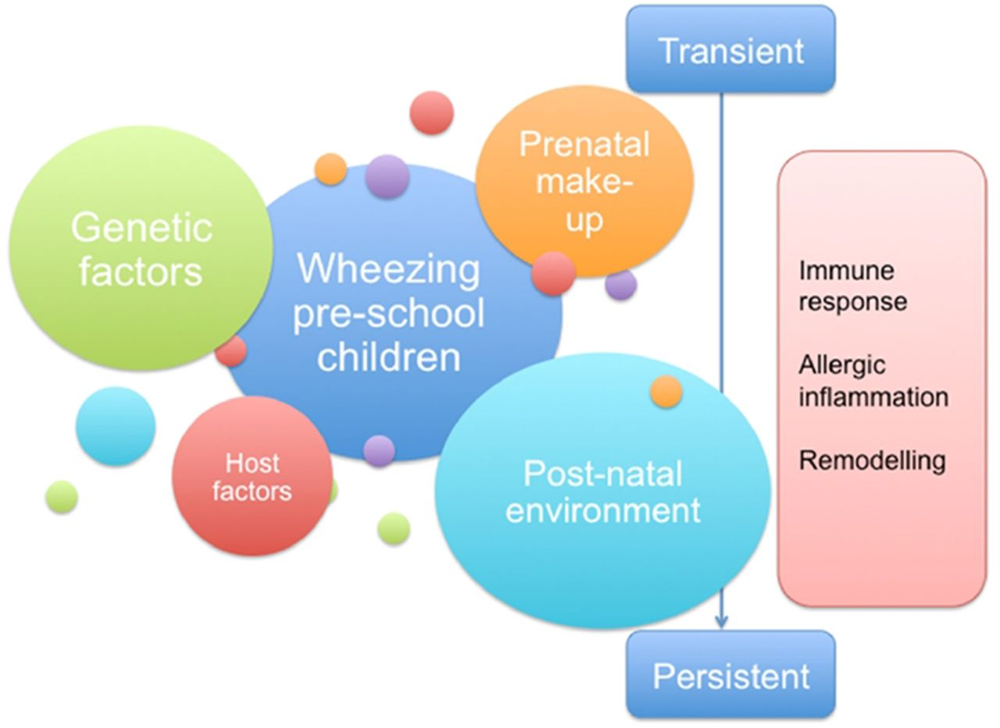 Transient
Prenatal
make-
up
Genetic
factors
Wheezing
pre-school
children
Immune
response
Allergic
inflammation
Remodelling
Host
factors
Post-natal
environment
Persistent